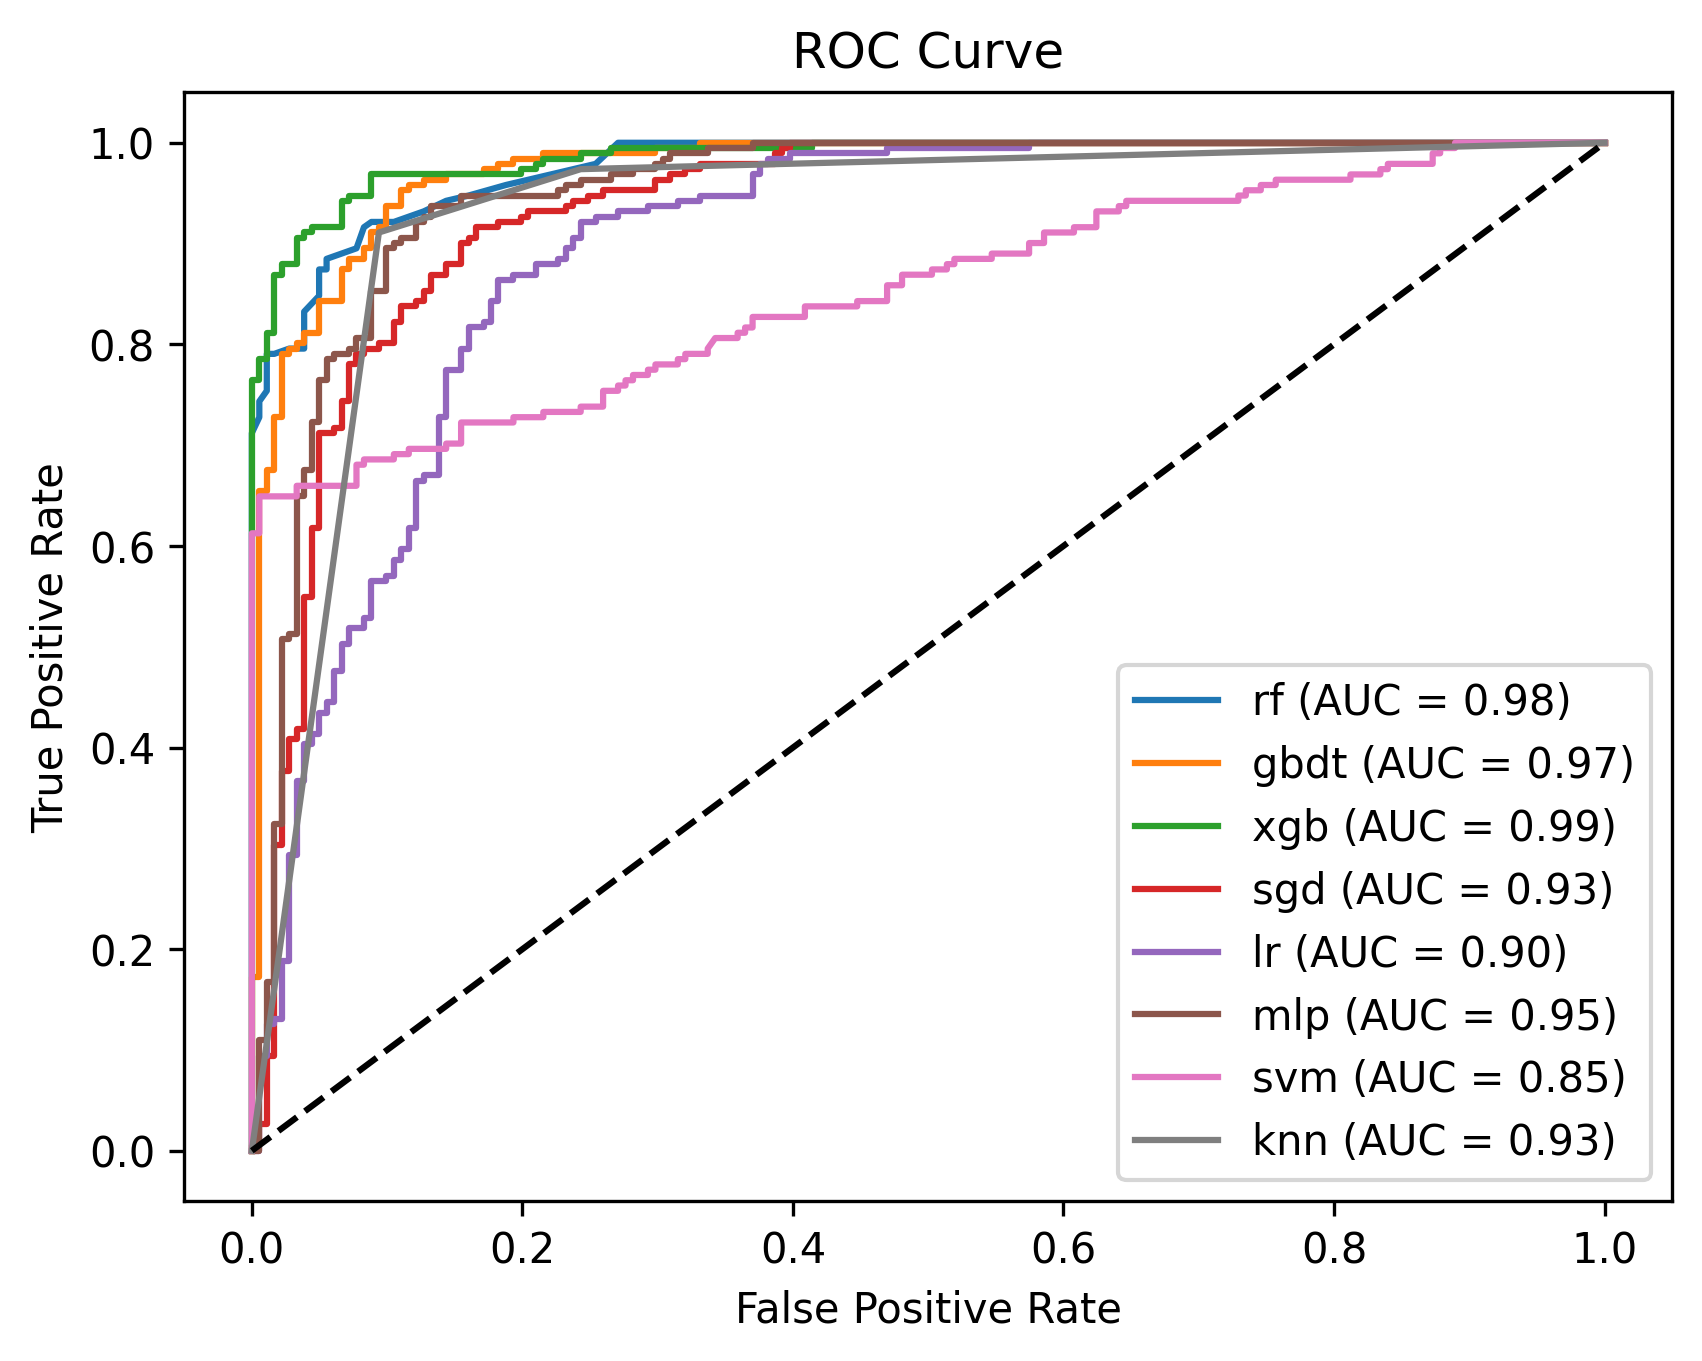 ROC Curve
True Positive Rate
1.0
0.8
0.6
0.4
0.2
0.0
rf (AUC = 0.98)
gbdt (AUC = 0.97)
xgb (AUC = 0.99)
sgd (AUC = 0.93)
lr (AUC = 0.90)
mlp (AUC = 0.95)
svm (AUC = 0.85)
knn (AUC = 0.93)
0.0 0.2 0.4 0.6 0.8 1.0
False Positive Rate